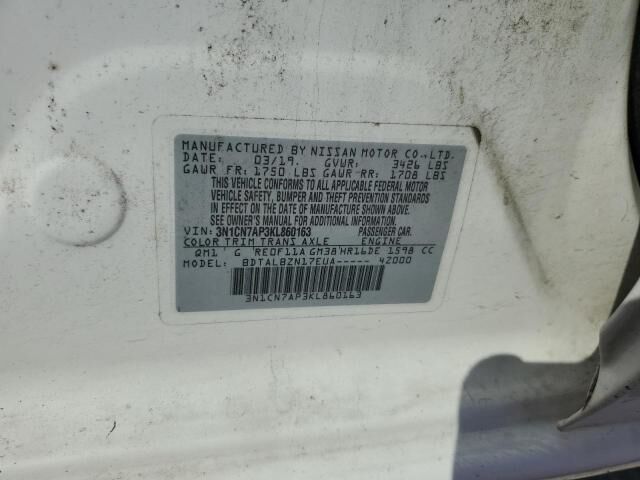 MANUFACTURED BY NISSAN MOTOR CO.,LTD.
DATE: 03/19. GVWR: 3426 LBS
GAWR FR: 1750 LBS GAWR RR: 1708 LBS
THIS VEHICLE CONFORMS TO ALL APPLICABLE FEDERAL MOTOR
VEHICLE SAFETY, BUMPER AND THEFT PREVENTION STANDARDS
IN EFFECT ON THE DATE OF MANUFACTURE SHOWN ABOVE.
SEE OWNER'S MANUAL FOR ADDITIONAL INFORMATION.
VIN: 3N1CN7AP3KL860163 PASSENGER CAR.
COLOR TRIM TRANS AXLE ENGINE
QM1 G RE0F11A GM38 HR16DE 1598 CC
MODEL: BDTALBZN17EUA----- 42000
3N1CN7AP3KL860163